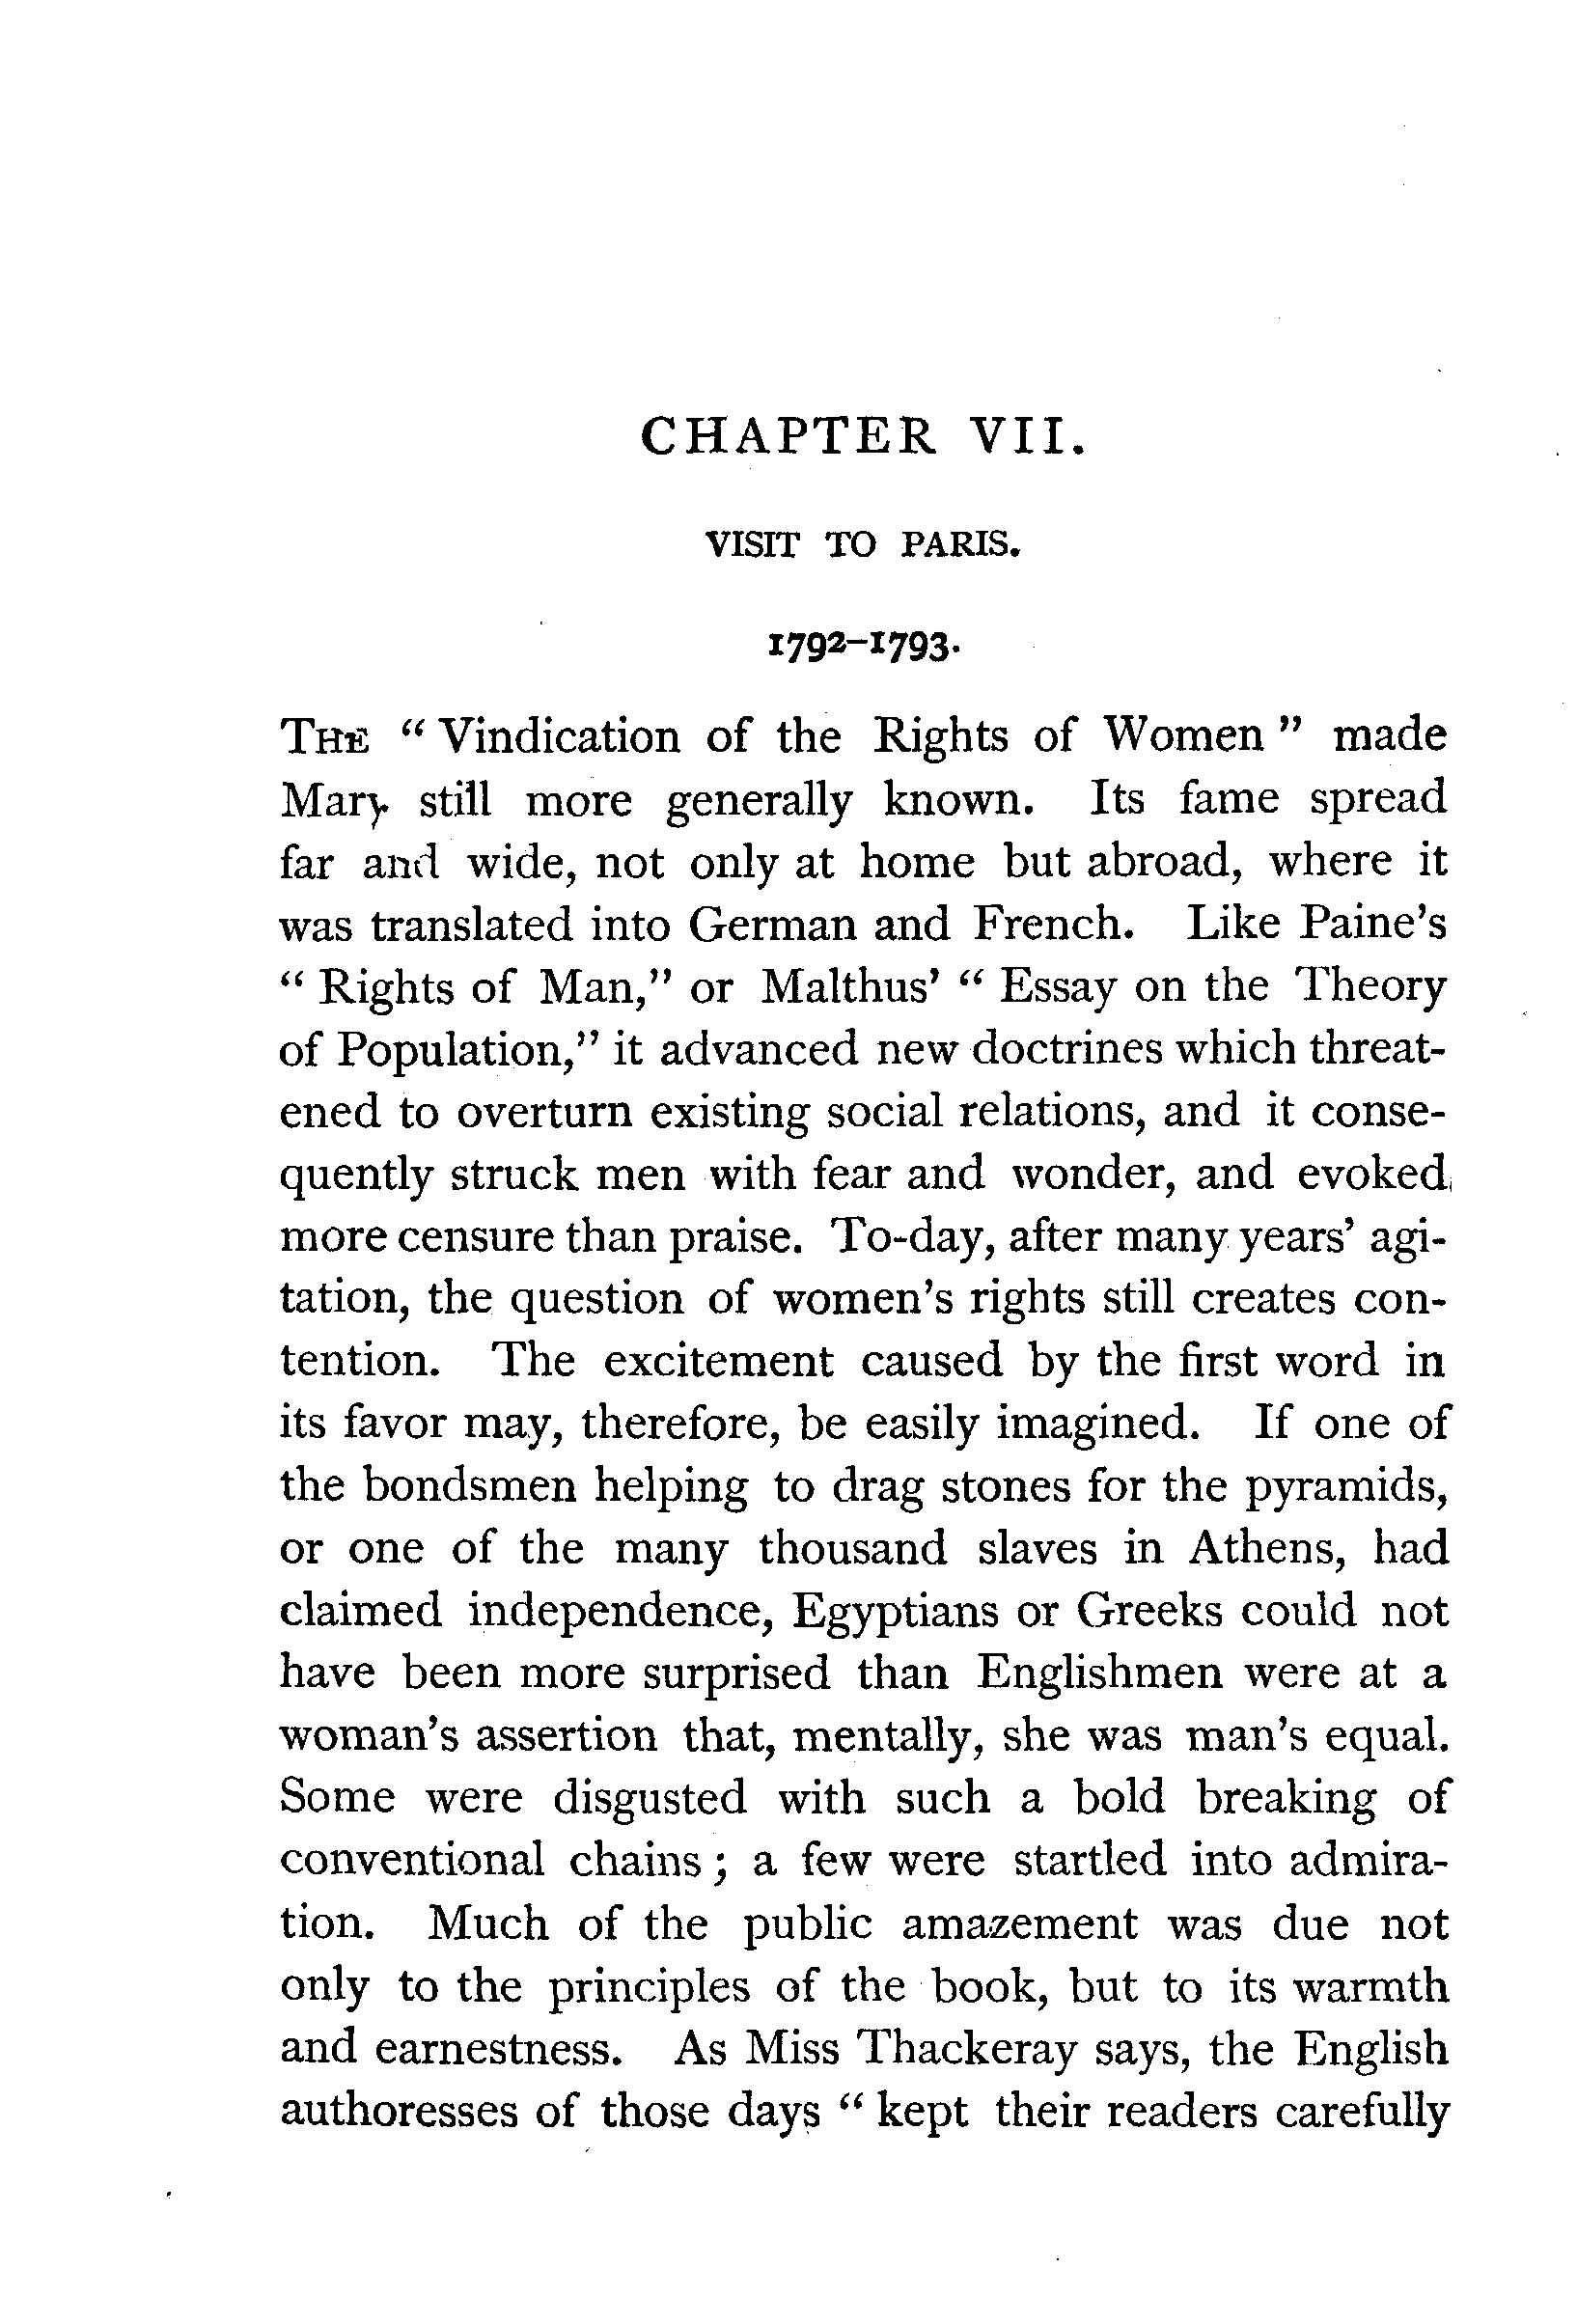 CHAPTER VII.
VISIT TO PARIS.
1792–1793.
THE “ Vindication of the Rights of Women ” made
Mary still more generally known. Its fame spread
far and wide, not only at home but abroad, where it
was translated into German and French. Like Paine’s
“ Rights of Man,” or Malthus’ “ Essay on the Theory
of Population,” it advanced new doctrines which threat-
ened to overturn existing social relations, and it conse-
quently struck men with fear and wonder, and evoked
more censure than praise. To-day, after many years’ agi-
tation, the question of women’s rights still creates con-
tention. The excitement caused by the first word in
its favor may, therefore, be easily imagined. If one of
the bondsmen helping to drag stones for the pyramids,
or one of the many thousand slaves in Athens, had
claimed independence, Egyptians or Greeks could not
have been more surprised than Englishmen were at a
woman’s assertion that, mentally, she was man’s equal.
Some were disgusted with such a bold breaking of
conventional chains ; a few were startled into admira-
tion. Much of the public amazement was due not
only to the principles of the book, but to its warmth
and earnestness. As Miss Thackeray says, the English
authoresses of those days “ kept their readers carefully